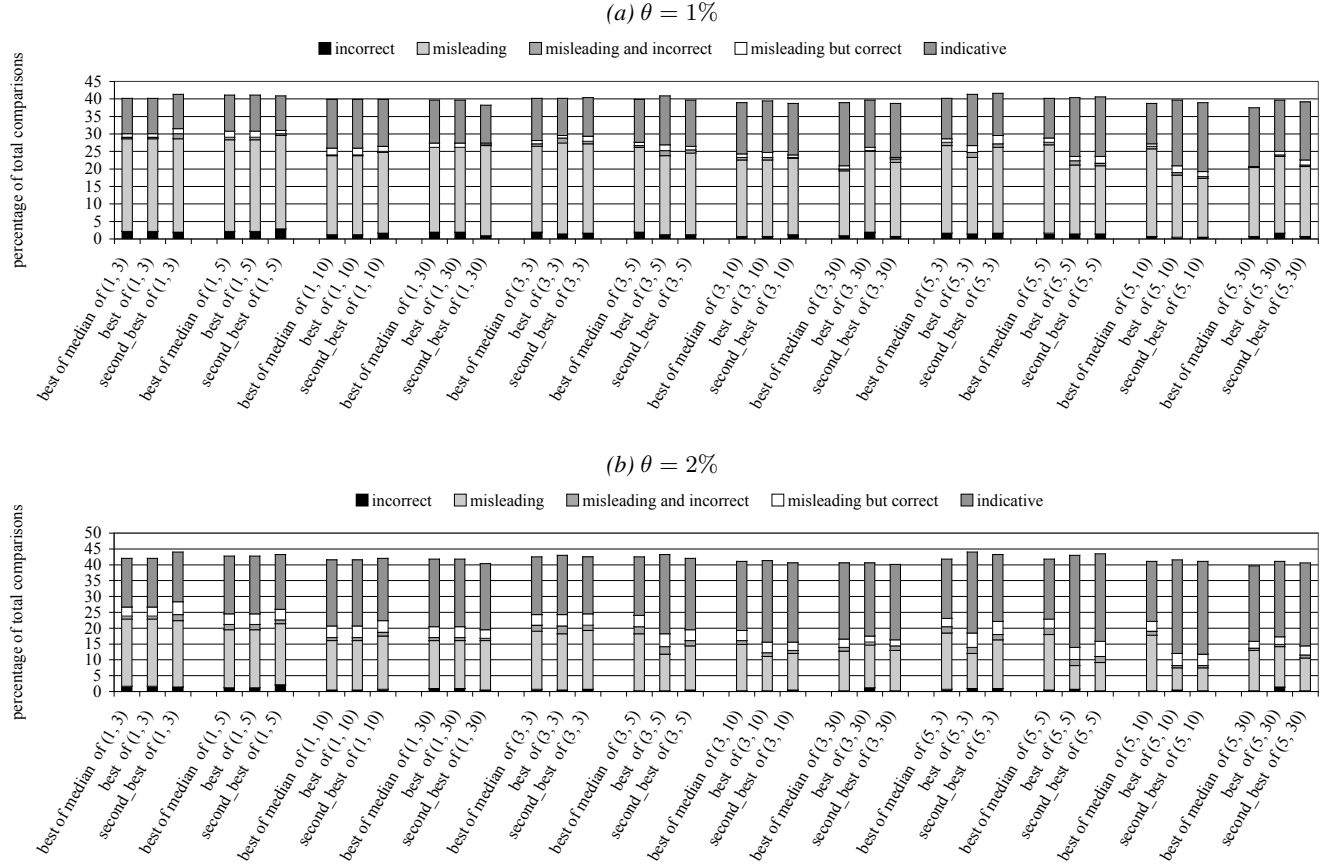 (a) θ = 1%
incorrect misleading misleading and incorrect misleading but correct indicative
percentage of total comparisons
45
40
35
30
25
20
15
10
5
0
best of median of (1, 3)
best of (1, 3)
second_best of (1, 3)
best of median of (1, 5)
best of (1, 5)
second_best of (1, 5)
best of median of (1, 10)
best of (1, 10)
second_best of (1, 10)
best of median of (1, 30)
best of (1, 30)
second_best of (1, 30)
best of median of (3, 3)
best of (3, 3)
second_best of (3, 3)
best of median of (3, 5)
best of (3, 5)
second_best of (3, 5)
best of median of (3, 10)
best of (3, 10)
second_best of (3, 10)
best of median of (3, 30)
best of (3, 30)
second_best of (3, 30)
best of median of (5, 3)
best of (5, 3)
second_best of (5, 3)
best of median of (5, 5)
best of (5, 5)
second_best of (5, 5)
best of median of (5, 10)
best of (5, 10)
second_best of (5, 10)
best of median of (5, 30)
best of (5, 30)
second_best of (5, 30)
(b) θ = 2%
incorrect misleading misleading and incorrect misleading but correct indicative
percentage of total comparisons
50
45
40
35
30
25
20
15
10
5
0
best of median of (1, 3)
best of (1, 3)
second_best of (1, 3)
best of median of (1, 5)
best of (1, 5)
second_best of (1, 5)
best of median of (1, 10)
best of (1, 10)
second_best of (1, 10)
best of median of (1, 30)
best of (1, 30)
second_best of (1, 30)
best of median of (3, 3)
best of (3, 3)
second_best of (3, 3)
best of median of (3, 5)
best of (3, 5)
second_best of (3, 5)
best of median of (3, 10)
best of (3, 10)
second_best of (3, 10)
best of median of (3, 30)
best of (3, 30)
second_best of (3, 30)
best of median of (5, 3)
best of (5, 3)
second_best of (5, 3)
best of median of (5, 5)
best of (5, 5)
second_best of (5, 5)
best of median of (5, 10)
best of (5, 10)
second_best of (5, 10)
best of median of (5, 30)
best of (5, 30)
second_best of (5, 30)